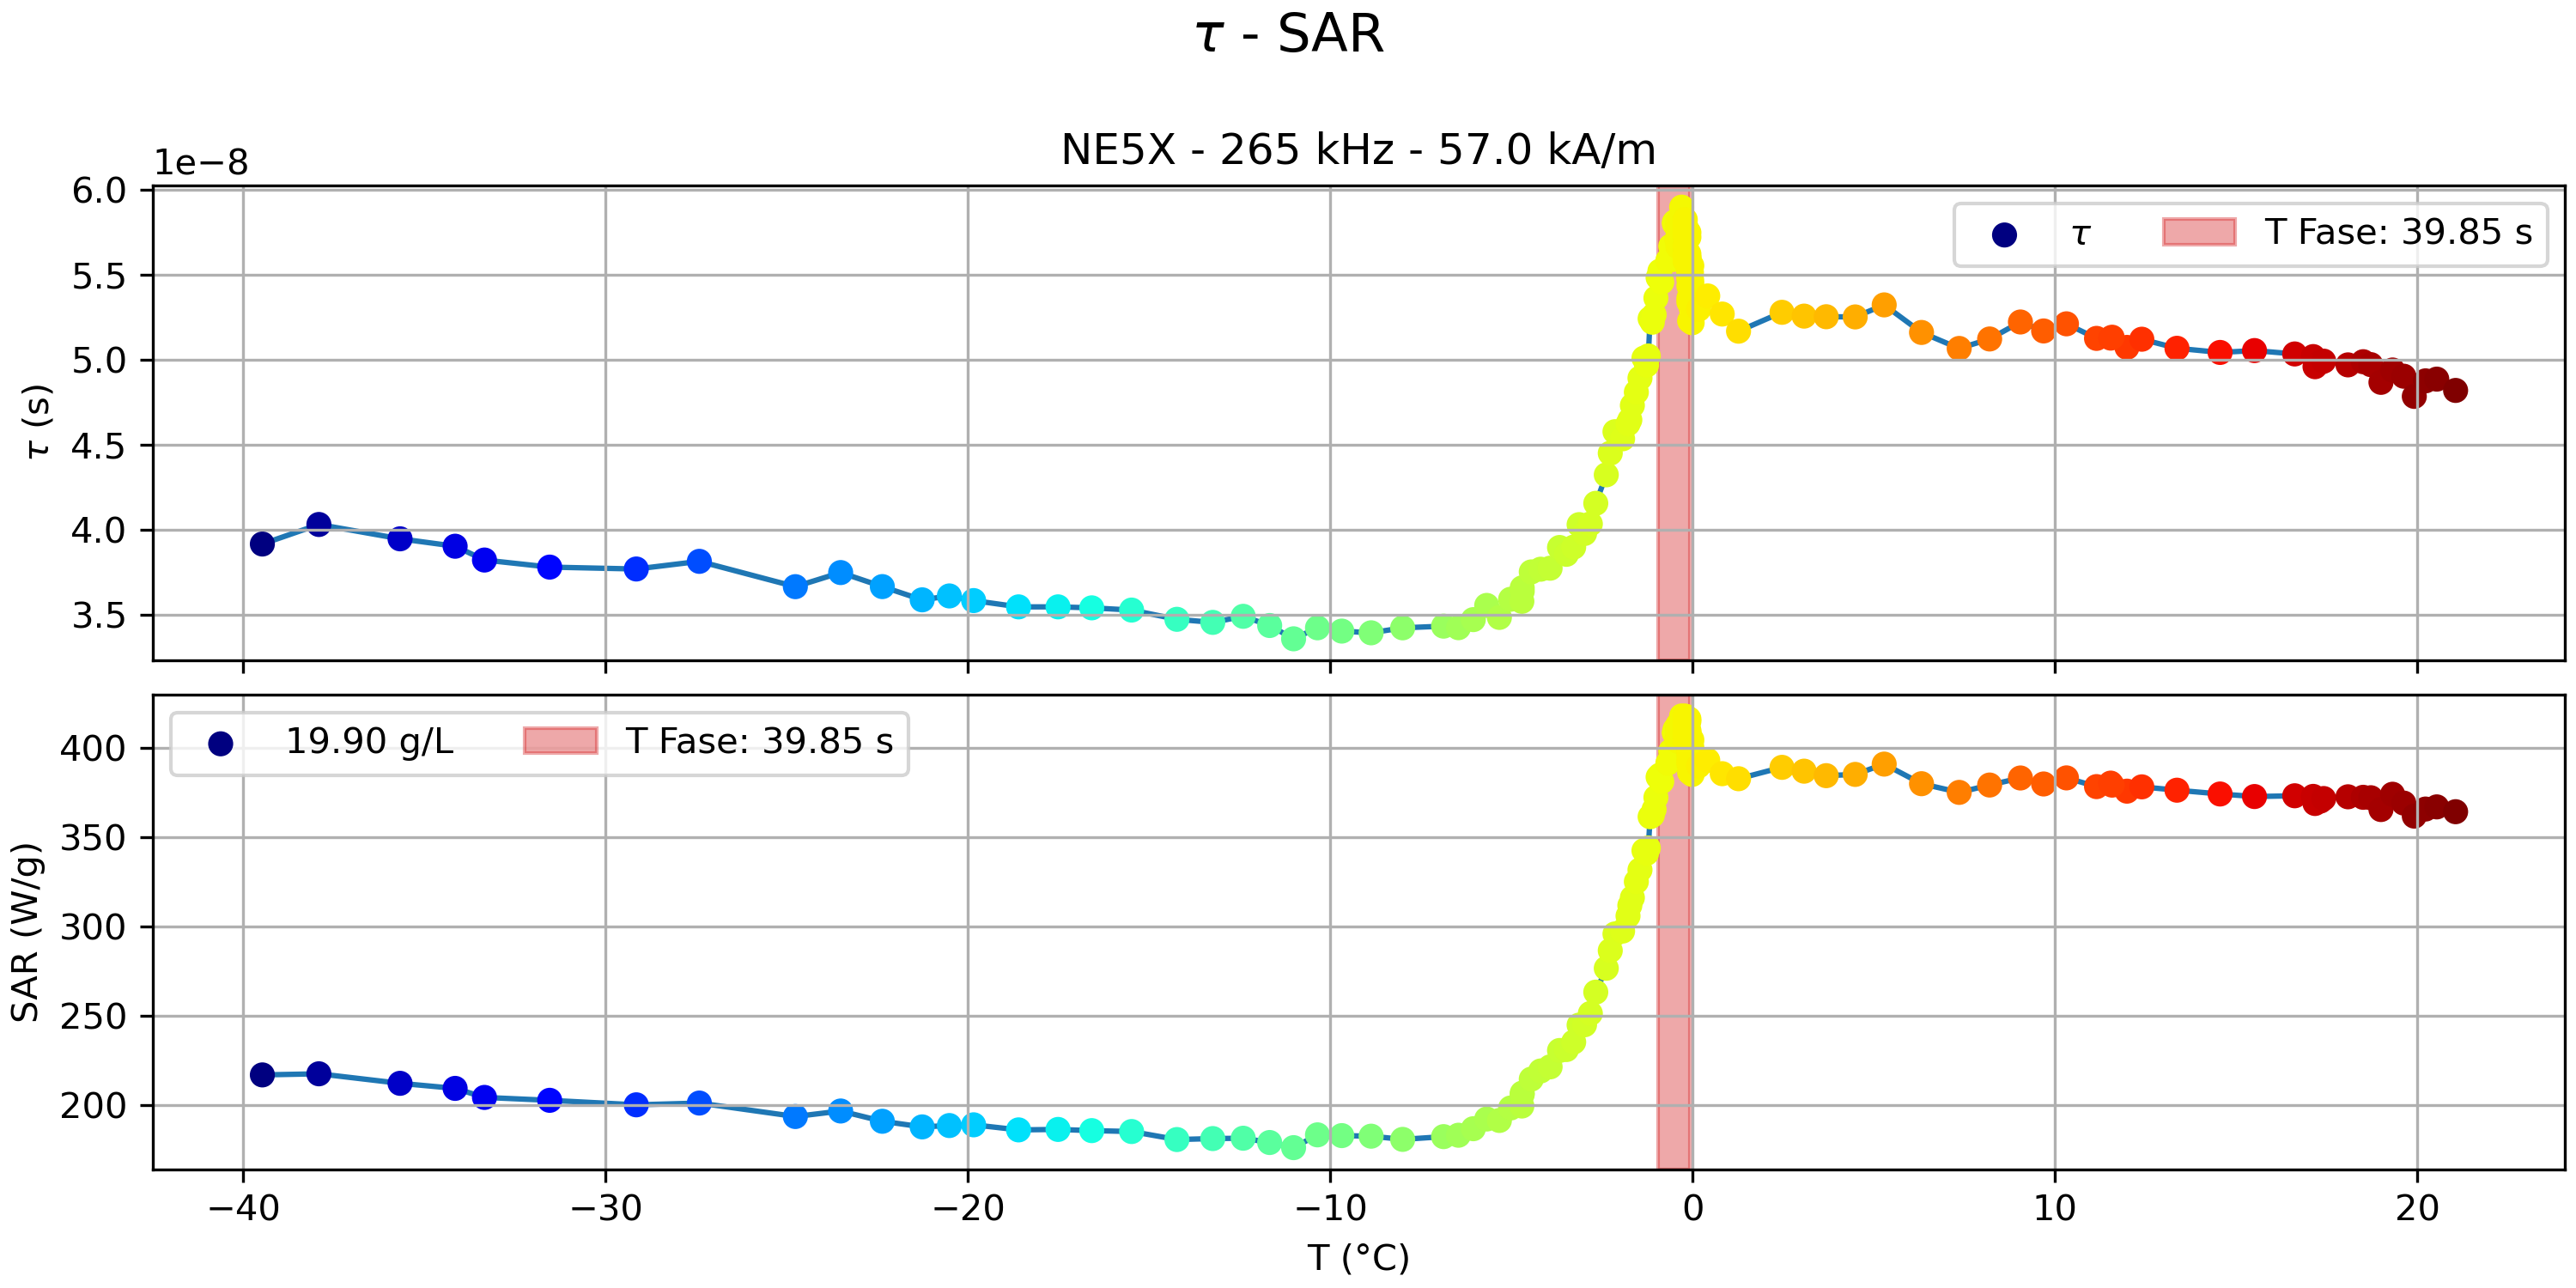 τ - SAR
NE5X - 265 kHz - 57.0 kA/m
1e−8
6.0
5.5
5.0
4.5
4.0
3.5
τ (s)
τ
T Fase: 39.85 s
400
350
300
250
200
SAR (W/g)
19.90 g/L
T Fase: 39.85 s
−40 −30 −20 −10 0 10 20
T (°C)